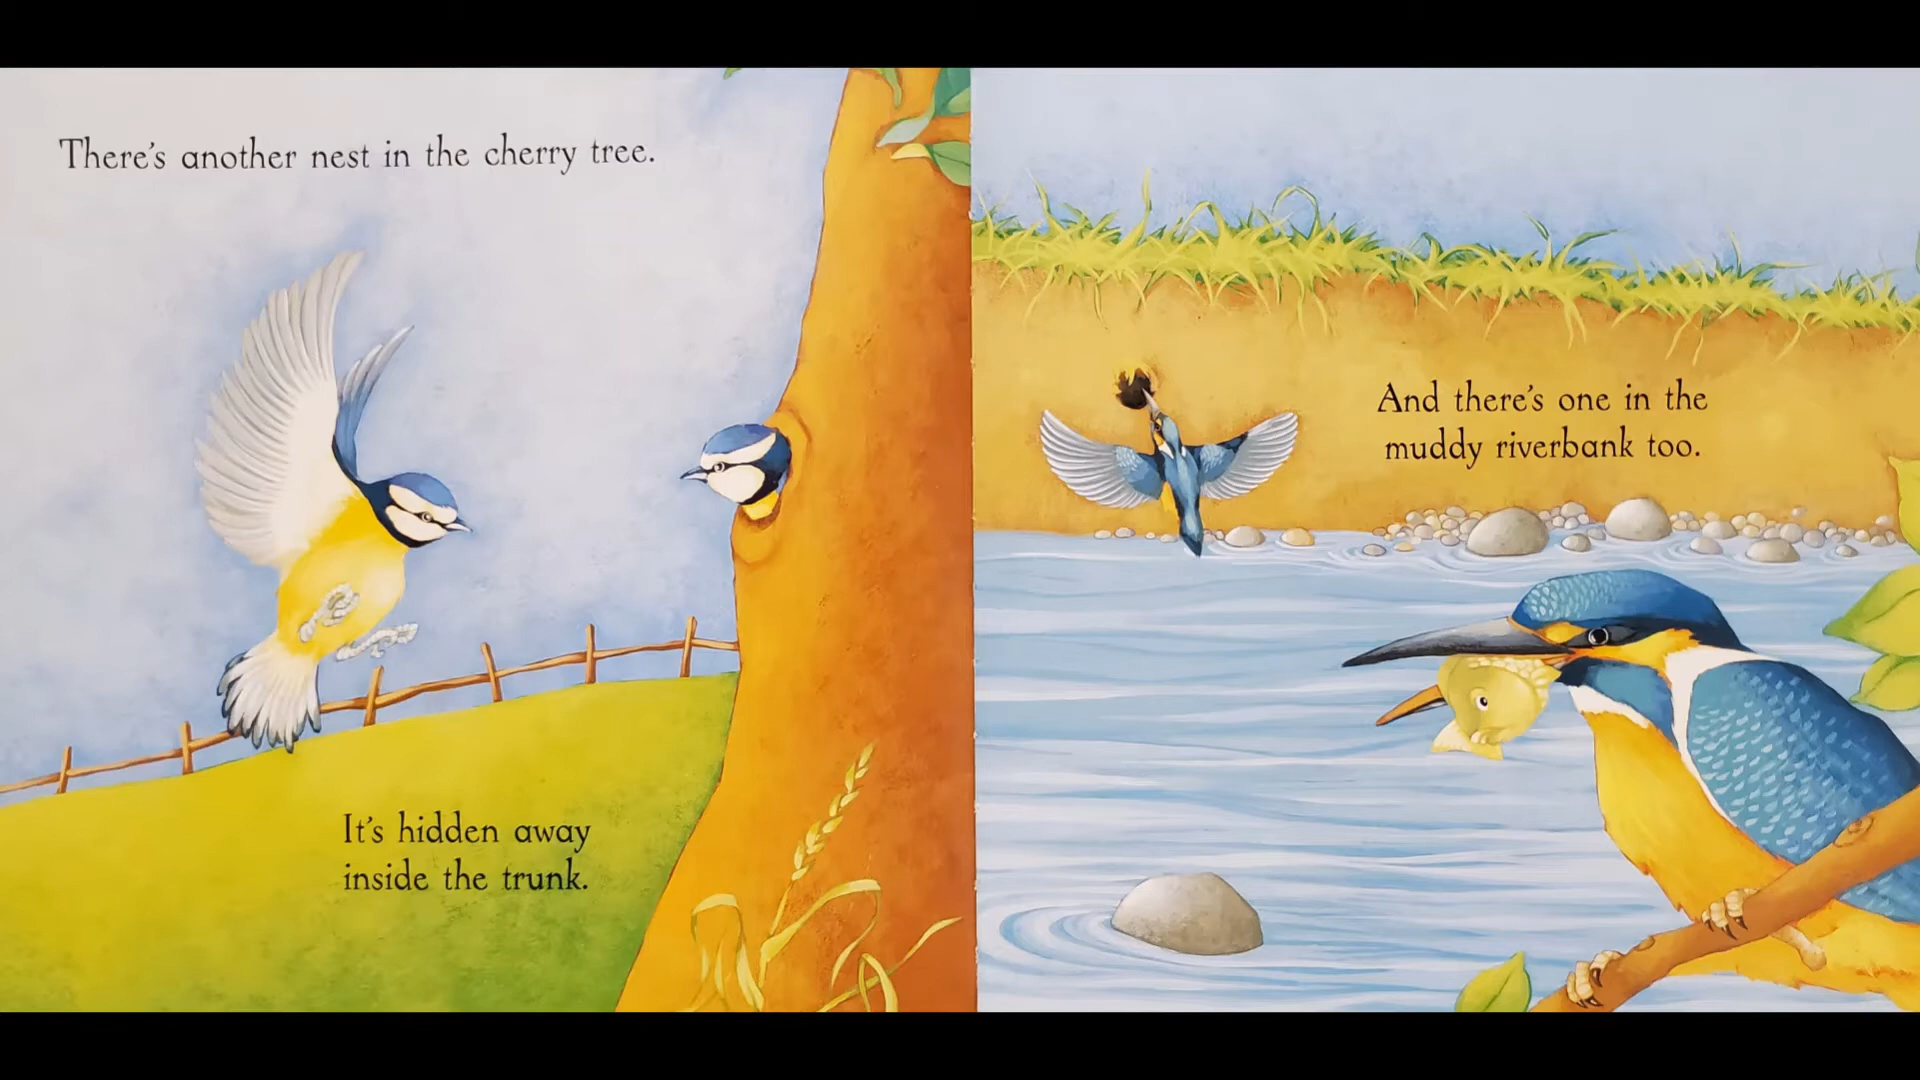 There's another nest in the cherry tree.
It's hidden away
inside the trunk.
And there's one in the
muddy riverbank too.